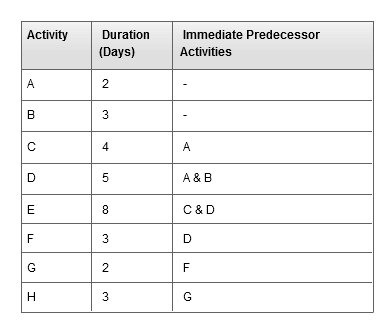 Activity Duration (Days) Immediate Predecessor Activities
A 2 -
B 3 -
C 4 A
D 5 A & B
E 8 C & D
F 3 D
G 2 F
H 3 G